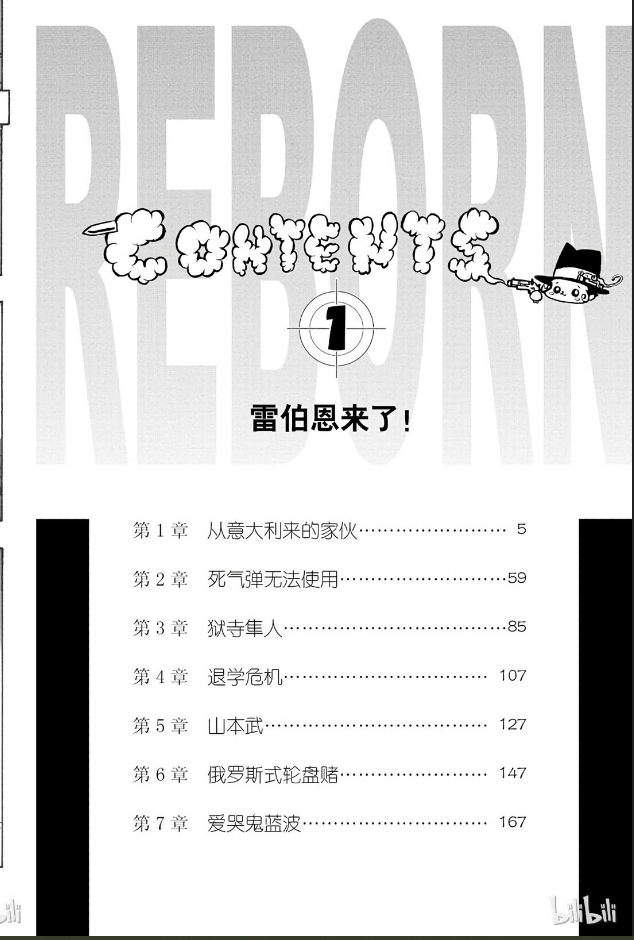 REBORN
CONTENTS
1
雷伯恩来了!
第1章 从意大利来的家伙…………………… 5
第2章 死气弹无法使用………………………59
第3章 狱寺隼人………………………………85
第4章 退学危机…………………………… 107
第5章 山本武……………………………… 127
第6章 俄罗斯式轮盘赌…………………… 147
第7章 爱哭鬼蓝波………………………… 167
bilibili